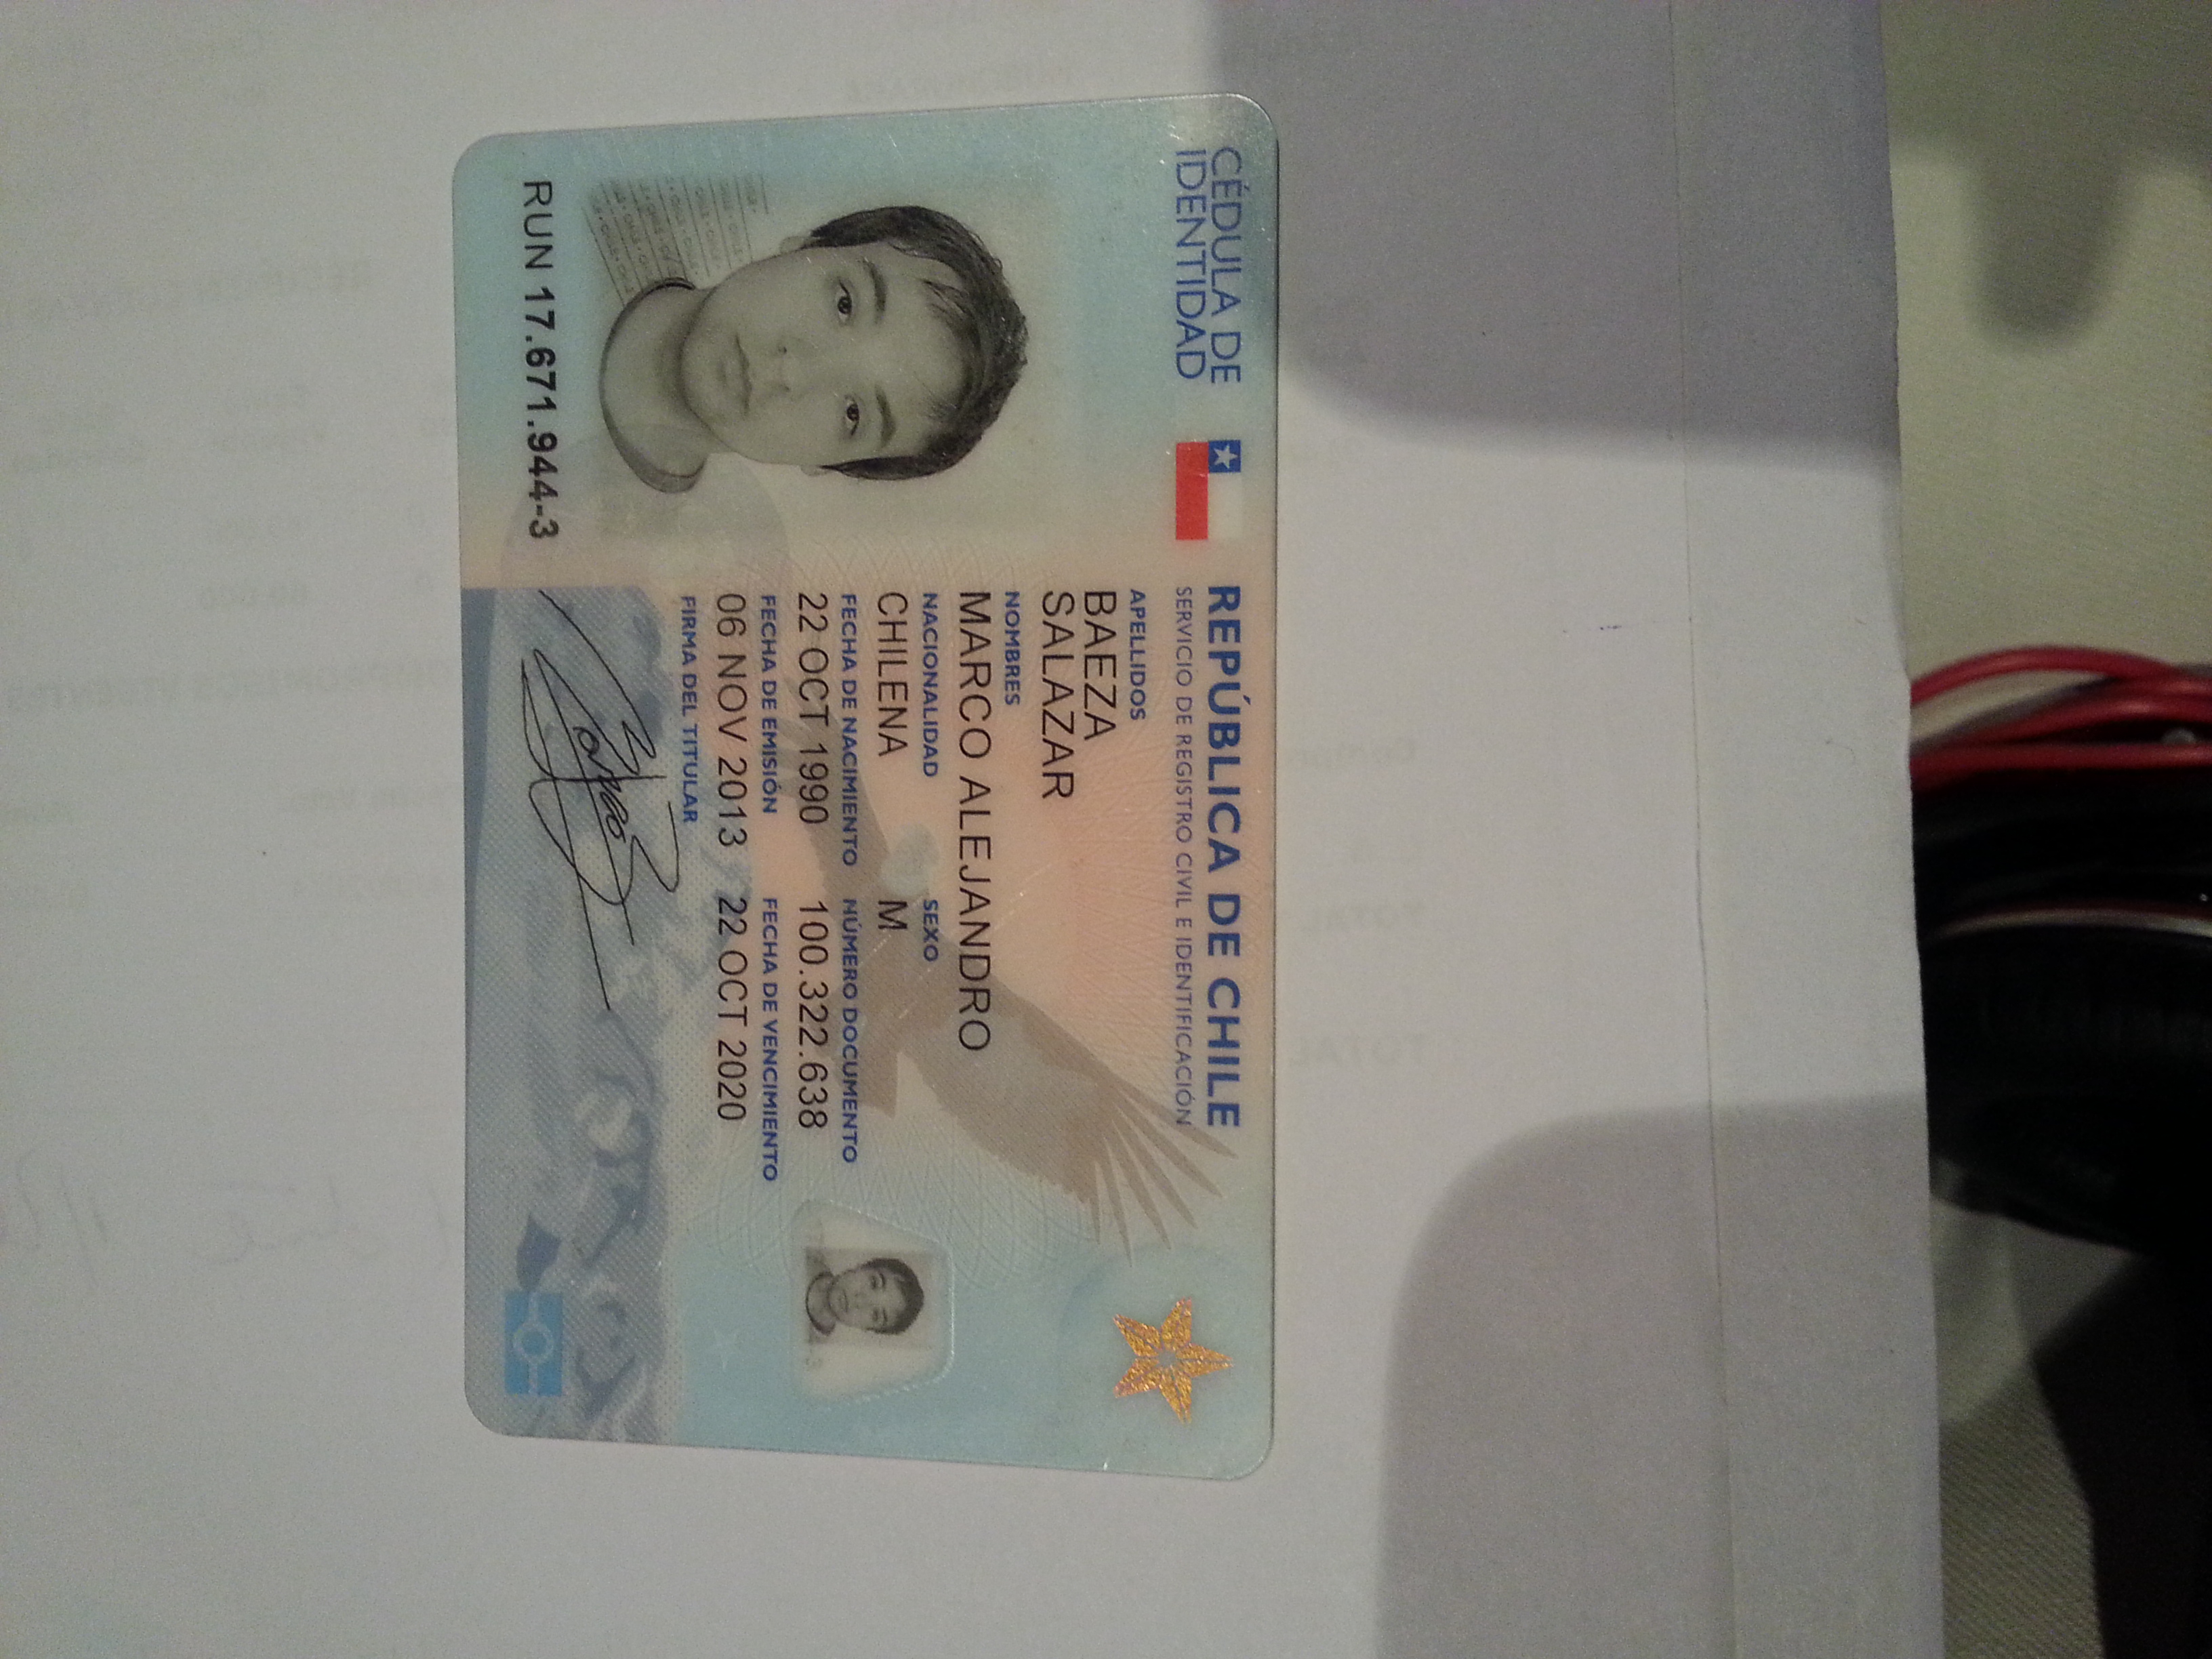 CÉDULA DE
IDENTIDAD
REPÚBLICA DE CHILE
SERVICIO DE REGISTRO CIVIL E IDENTIFICACIÓN
APELLIDOS
BAEZA
SALAZAR
NOMBRES
MARCO ALEJANDRO
NACIONALIDAD SEXO
CHILENA M
FECHA DE NACIMIENTO NÚMERO DOCUMENTO
22 OCT 1990 100.322.638
FECHA DE EMISIÓN FECHA DE VENCIMIENTO
06 NOV 2013 22 OCT 2020
FIRMA DEL TITULAR
Marco
RUN 17.671.944-3